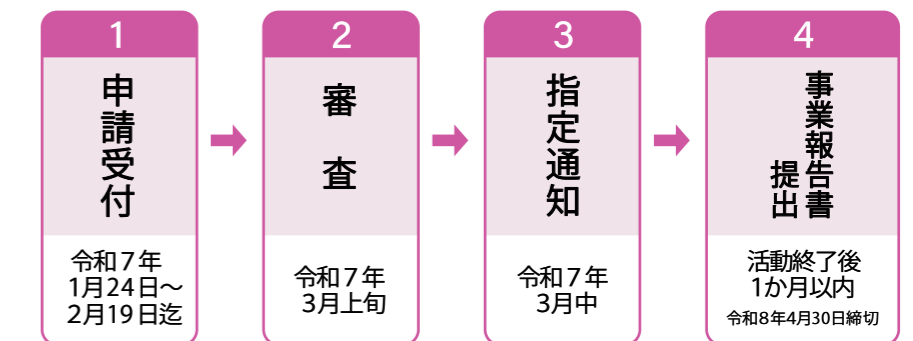 1
申請受付
令和7年
1月24日～
2月19日迄
2
審査
令和7年
3月上旬
3
指定通知
令和7年
3月中
4
事業報告書
提出
活動終了後
1か月以内
令和8年4月30日締切